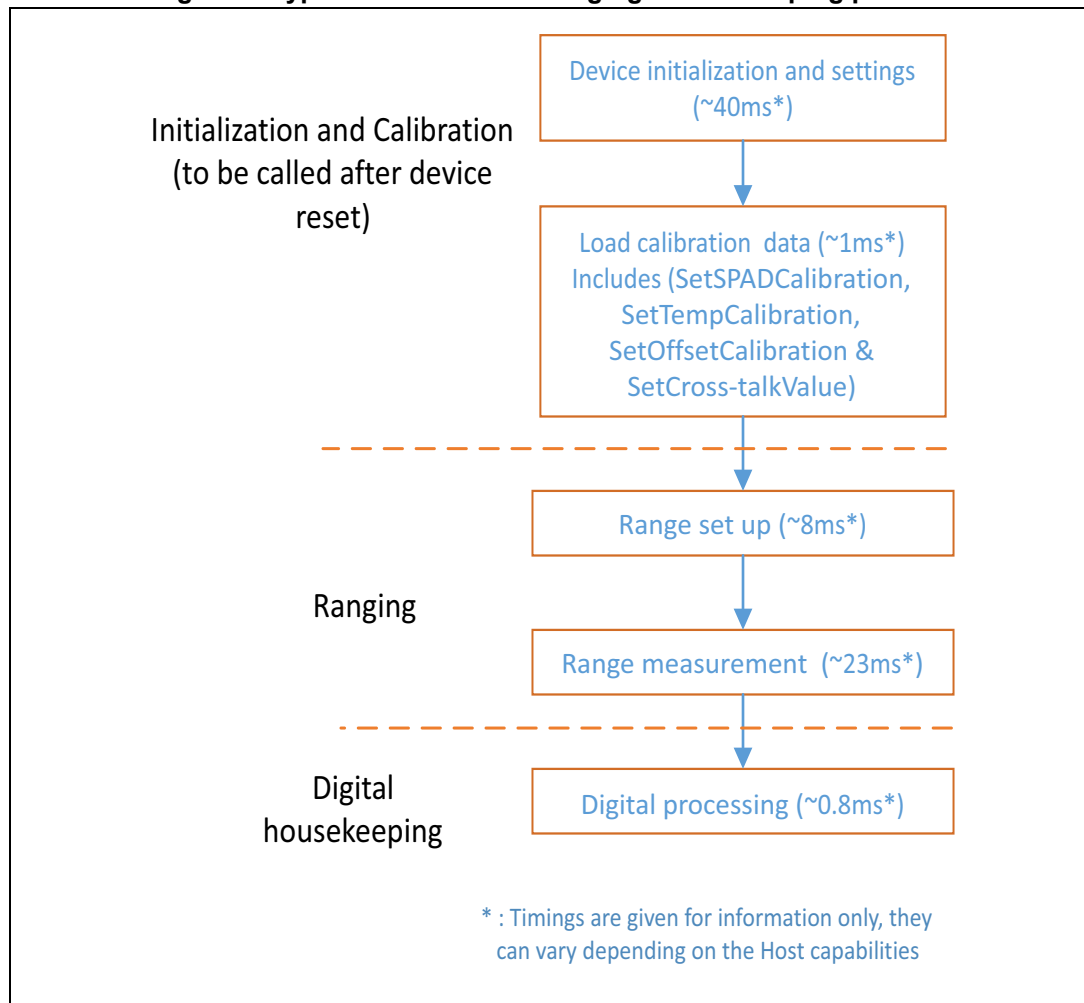 Initialization and Calibration
(to be called after device
reset)
Device initialization and settings
(~40ms*)
Load calibration data (~1ms*)
Includes (SetSPADCalibration,
SetTempCalibration,
SetOffsetCalibration &
SetCross-talkValue)
Ranging
Range set up (~8ms*)
Range measurement (~23ms*)
Digital
housekeeping
Digital processing (~0.8ms*)
* : Timings are given for information only, they
can vary depending on the Host capabilities